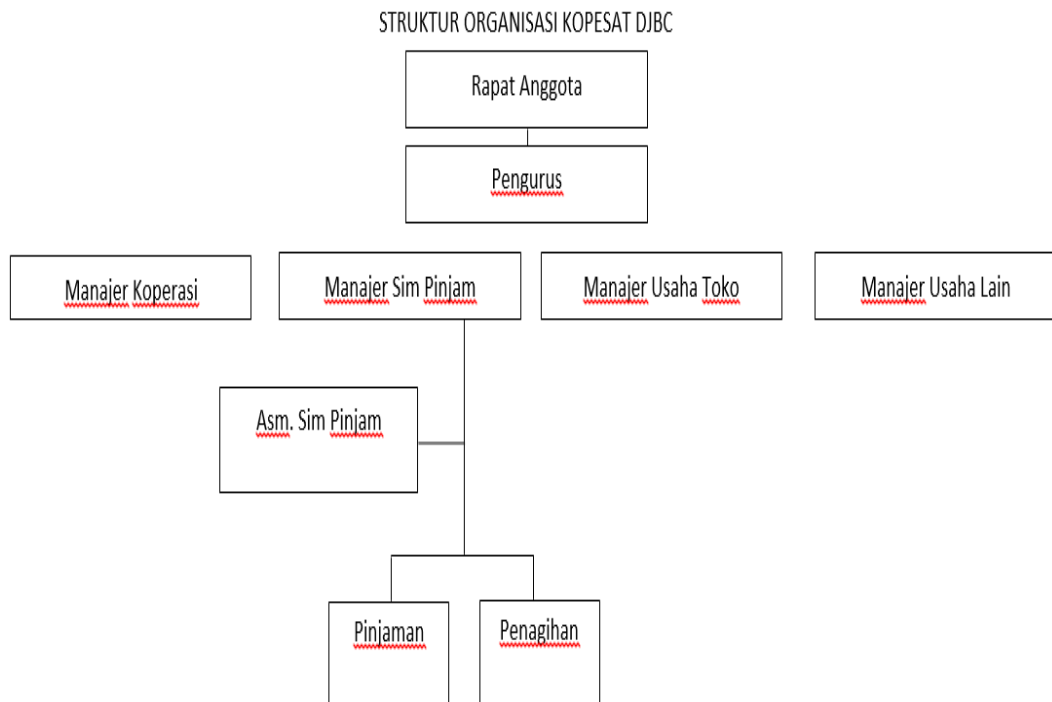 STRUKTUR ORGANISASI KOPESAT DJBC
Rapat Anggota
Pengurus
Manajer Koperasi
Manajer Sim Pinjam
Manajer Usaha Toko
Manajer Usaha Lain
Asm. Sim Pinjam
Pinjaman
Penagihan